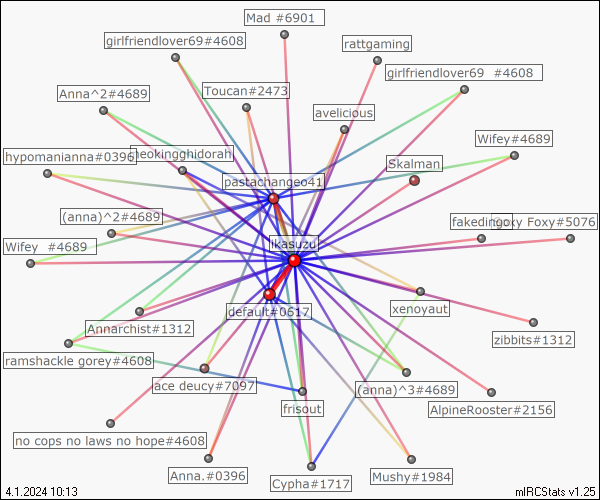 Mad #6901
girlfriendlover69#4608
rattgaming
girlfriendlover69   #4608
Anna^2#4689
Toucan#2473
avelicious
Wifey#4689
hypomanianna#0396
neokingghidorah
Skalman
pastachangeo41
(anna)^2#4689
fakeding
Foxy Foxy#5076
Wifey   #4689
ikasuzu
default#0617
xenoyaut
Annarchist#1312
zibbits#1312
ramshackle gorey#4608
ace deucy#7097
(anna)^3#4689
frisout
AlpineRooster#2156
no cops no laws no hope#4608
Anna.#0396
Cypha#1717
Mushy#1984
4.1.2024 10:13
mIRCStats v1.25